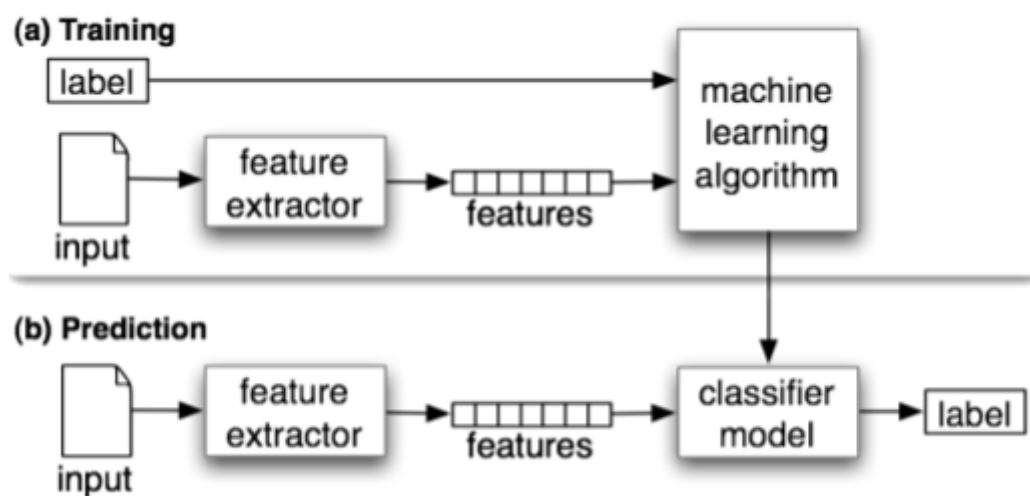 (a) Training
label
machine
learning
algorithm
feature
extractor
features
input
(b) Prediction
feature
extractor
features
classifier
model
label
input